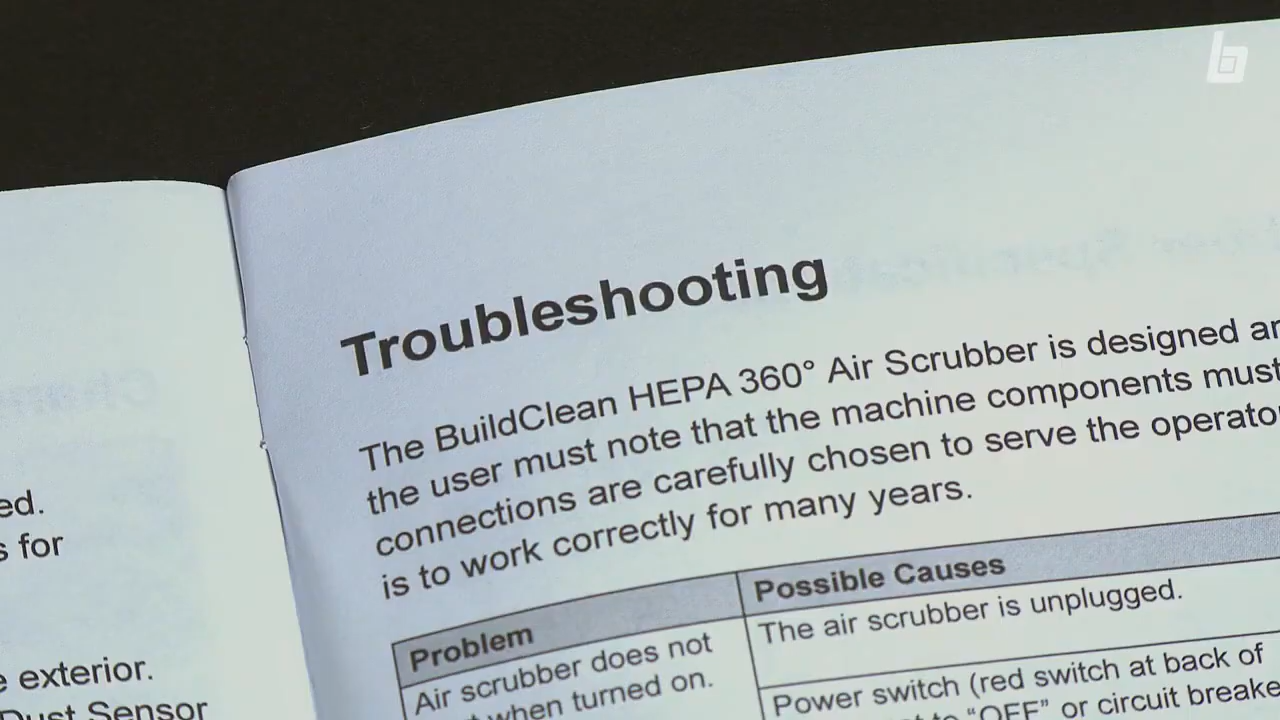 ed.
s for
exterior.
Dust Sensor
Troubleshooting
The BuildClean HEPA 360° Air Scrubber is designed
the user must note that the machine components must
connections are carefully chosen to serve the
is to work correctly for many years.
Problem
Possible Causes
Air scrubber does not
when turned on.
The air scrubber is unplugged.
Power switch (red switch at back of
"OFF" or circuit